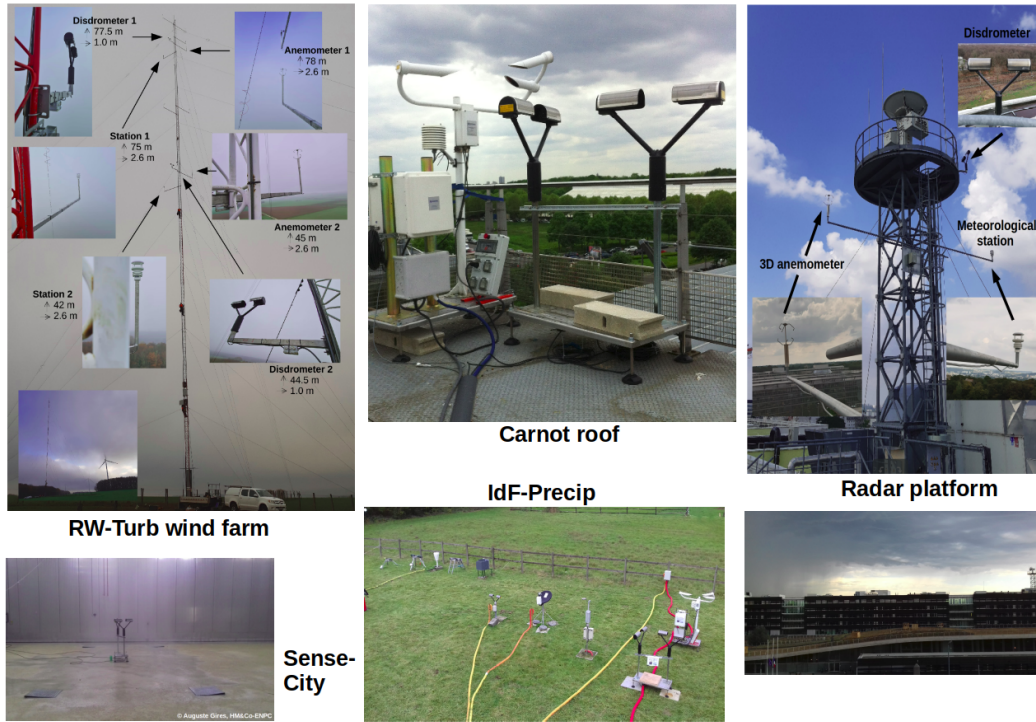 Disdrometer 1
⩚ 77.5 m
⪢ 1.0 m
Anemometer 1
78 m
2.6 m
Station 1
75 m
2.6 m
Anemometer 2
45 m
2.6 m
Station 2
42 m
2.6 m
Disdrometer 2
44.5 m
1.0 m
RW-Turb wind farm
Carnot roof
Disdrometer
3D anemometer
Meteorological
station
Radar platform
IdF-Precip
Sense-
City
© Auguste Gires, HM&Co-ENPC